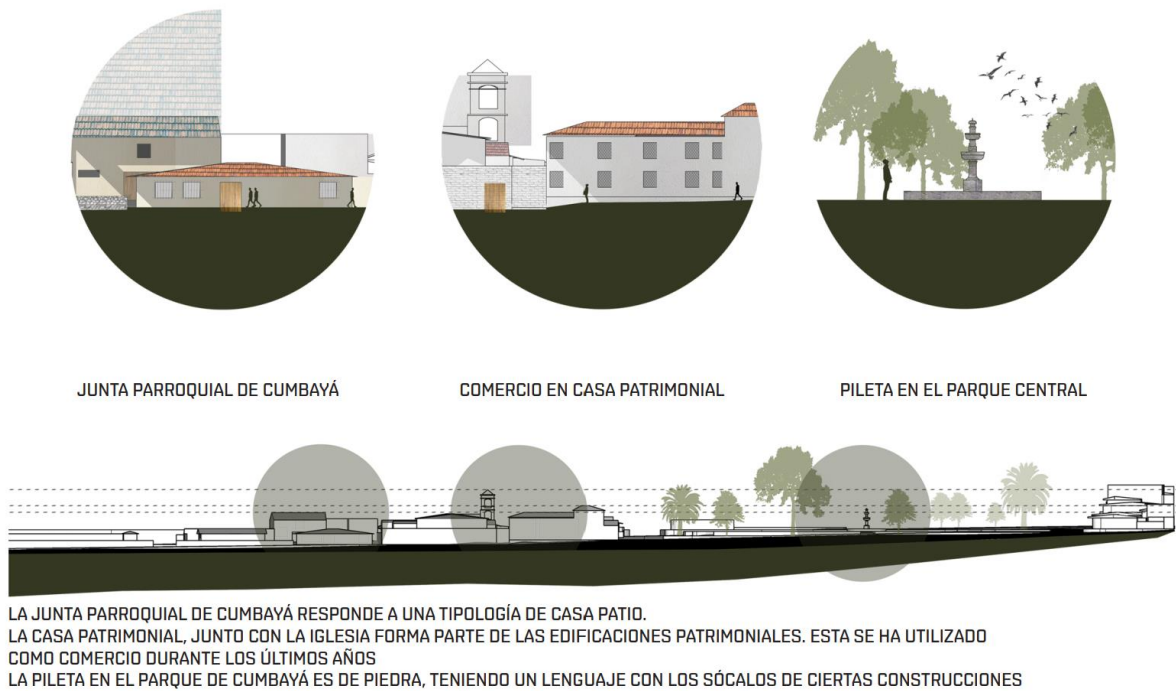 JUNTA PARROQUIAL DE CUMBAYÁ
COMERCIO EN CASA PATRIMONIAL
PILETA EN EL PARQUE CENTRAL
LA JUNTA PARROQUIAL DE CUMBAYÁ RESPONDE A UNA TIPOLOGÍA DE CASA PATIO.
LA CASA PATRIMONIAL, JUNTO CON LA IGLESIA FORMA PARTE DE LAS EDIFICACIONES PATRIMONIALES. ESTA SE HA UTILIZADO
COMO COMERCIO DURANTE LOS ÚLTIMOS AÑOS
LA PILETA EN EL PARQUE DE CUMBAYÁ ES DE PIEDRA, TENIENDO UN LENGUAJE CON LOS SÓCALOS DE CIERTAS CONSTRUCCIONES